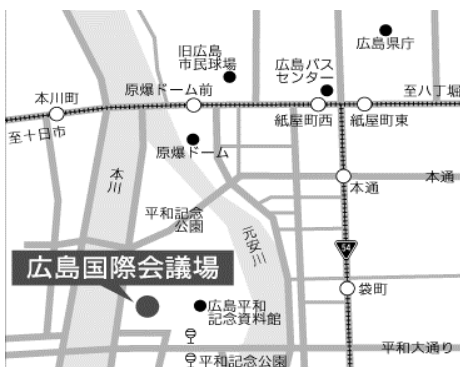 広島県庁
旧広島
市民球場
広島バス
センター
本川町
原爆ドーム前
至八丁堀
至十日市
紙屋町西
紙屋町東
原爆ドーム
本川
本通
本通
平和記念
公園
元安川
54
広島国際会議場
袋町
広島平和
記念資料館
平和大通り
平和記念公園